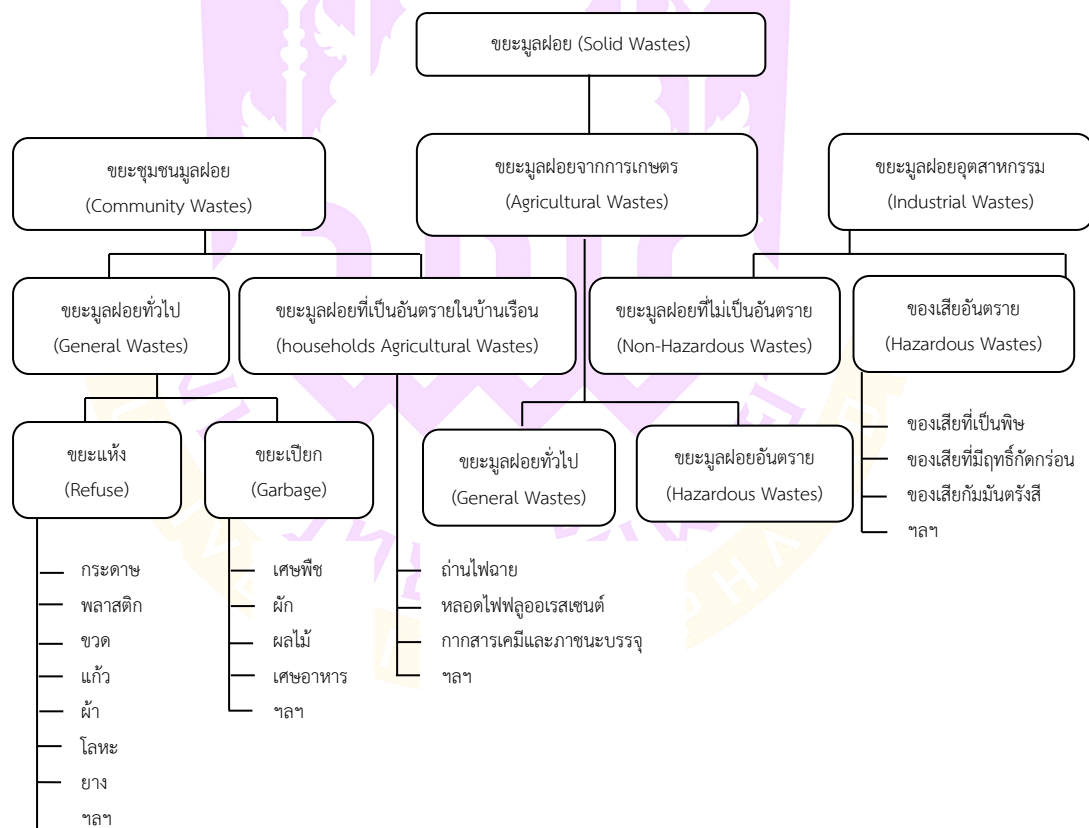 ขยะมูลฝอย (Solid Wastes)
ขยะชุมชนมูลฝอย
(Community Wastes)
ขยะมูลฝอยจากการเกษตร
(Agricultural Wastes)
ขยะมูลฝอยอุตสาหกรรม
(Industrial Wastes)
ขยะมูลฝอยทั่วไป
(General Wastes)
ขยะมูลฝอยที่เป็นอันตรายในบ้านเรือน
(households Agricultural Wastes)
ขยะมูลฝอยที่ไม่เป็นอันตราย
(Non-Hazardous Wastes)
ของเสียอันตราย
(Hazardous Wastes)
ขยะแห้ง
(Refuse)
ขยะเปียก
(Garbage)
ขยะมูลฝอยทั่วไป
(General Wastes)
ขยะมูลฝอยอันตราย
(Hazardous Wastes)
ของเสียที่เป็นพิษ
ของเสียที่มีฤทธิ์กัดกร่อน
ของเสียกัมมันตรังสี
ฯลฯ
กระดาษ
พลาสติก
ขวด
แก้ว
ผ้า
โลหะ
ยาง
ฯลฯ
เศษพืช
ผัก
ผลไม้
เศษอาหาร
ฯลฯ
ถ่านไฟฉาย
หลอดไฟฟลูออเรสเซนต์
กากสารเคมีและภาชนะบรรจุ
ฯลฯ